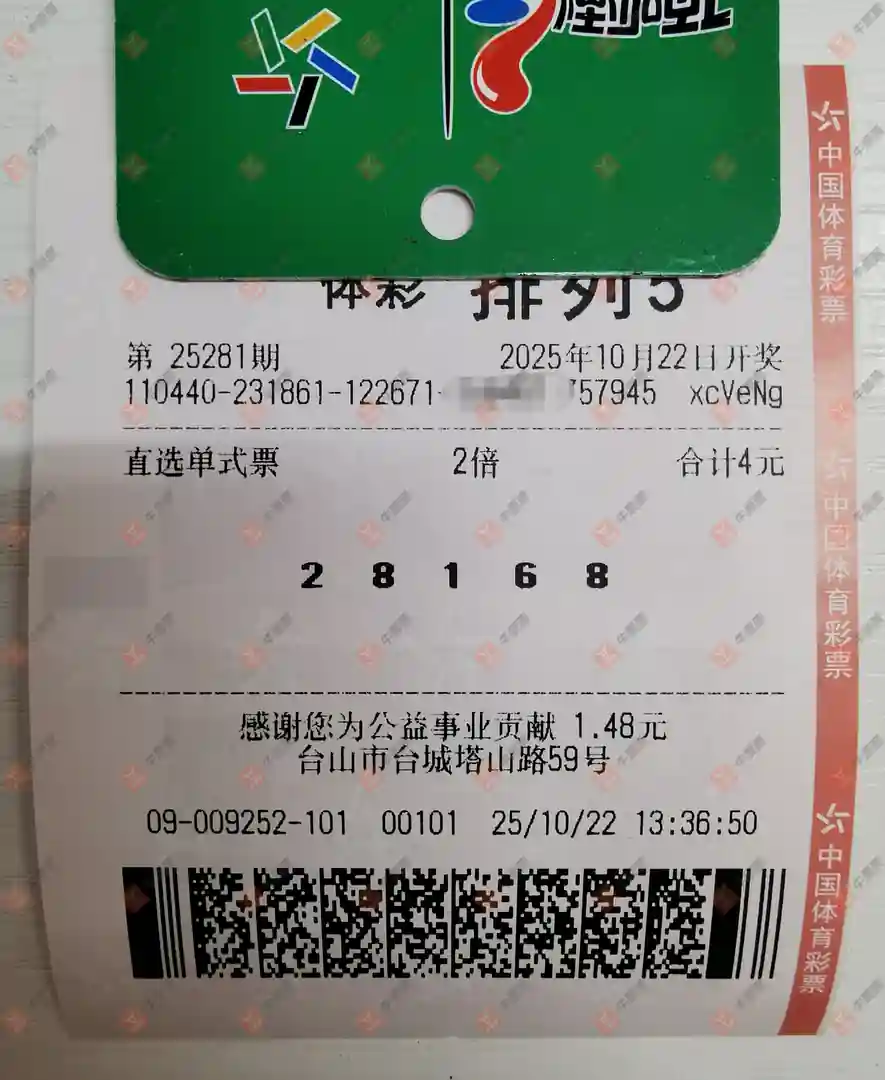 体彩 排列5
第 25281期 2025年10月22日开奖
110440-231861-122671- 757945 xcVeNg
直选单式票 2倍 合计4元
2 8 1 6 8
感谢您为公益事业贡献 1.48元
台山市台城塔山路59号
09-009252-101 00101 25/10/22 13:36:50
中国体育彩票
中国体育彩票
中国体育彩票